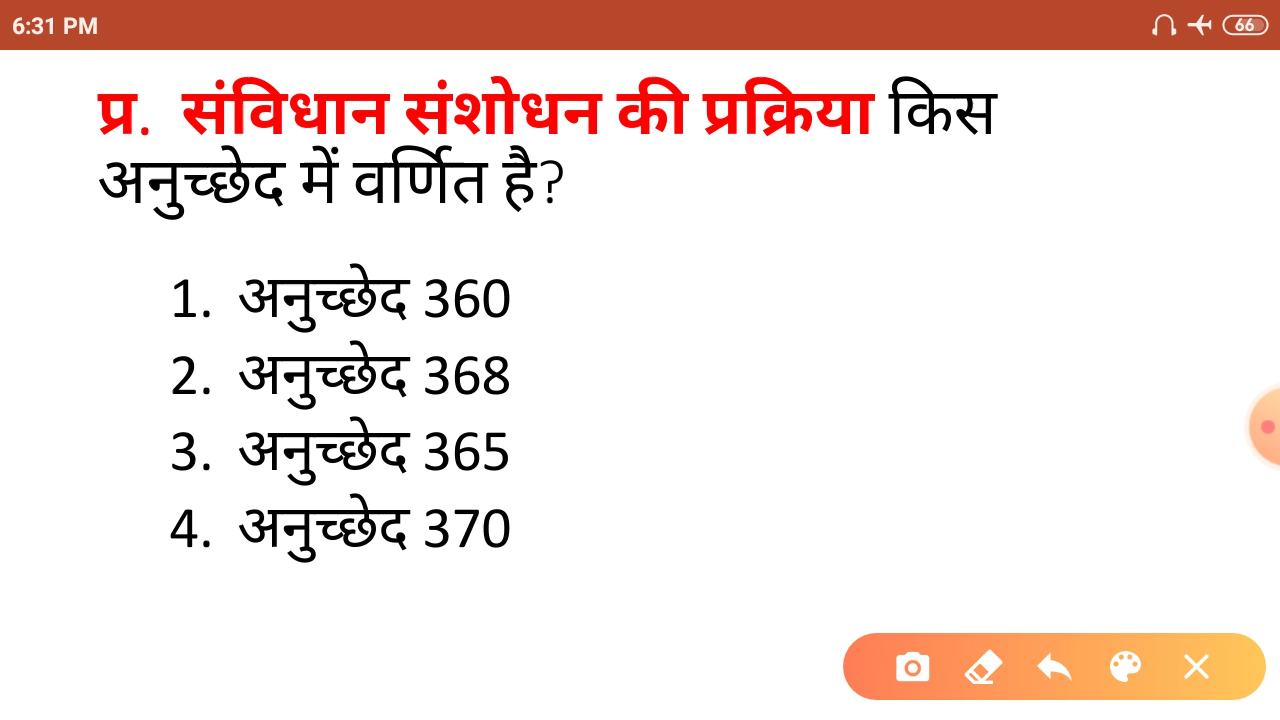 6:31 PM
66
प्र. संविधान संशोधन की प्रक्रिया किस
अनुच्छेद में वर्णित है?
1. अनुच्छेद 360
2. अनुच्छेद 368
3. अनुच्छेद 365
4. अनुच्छेद 370